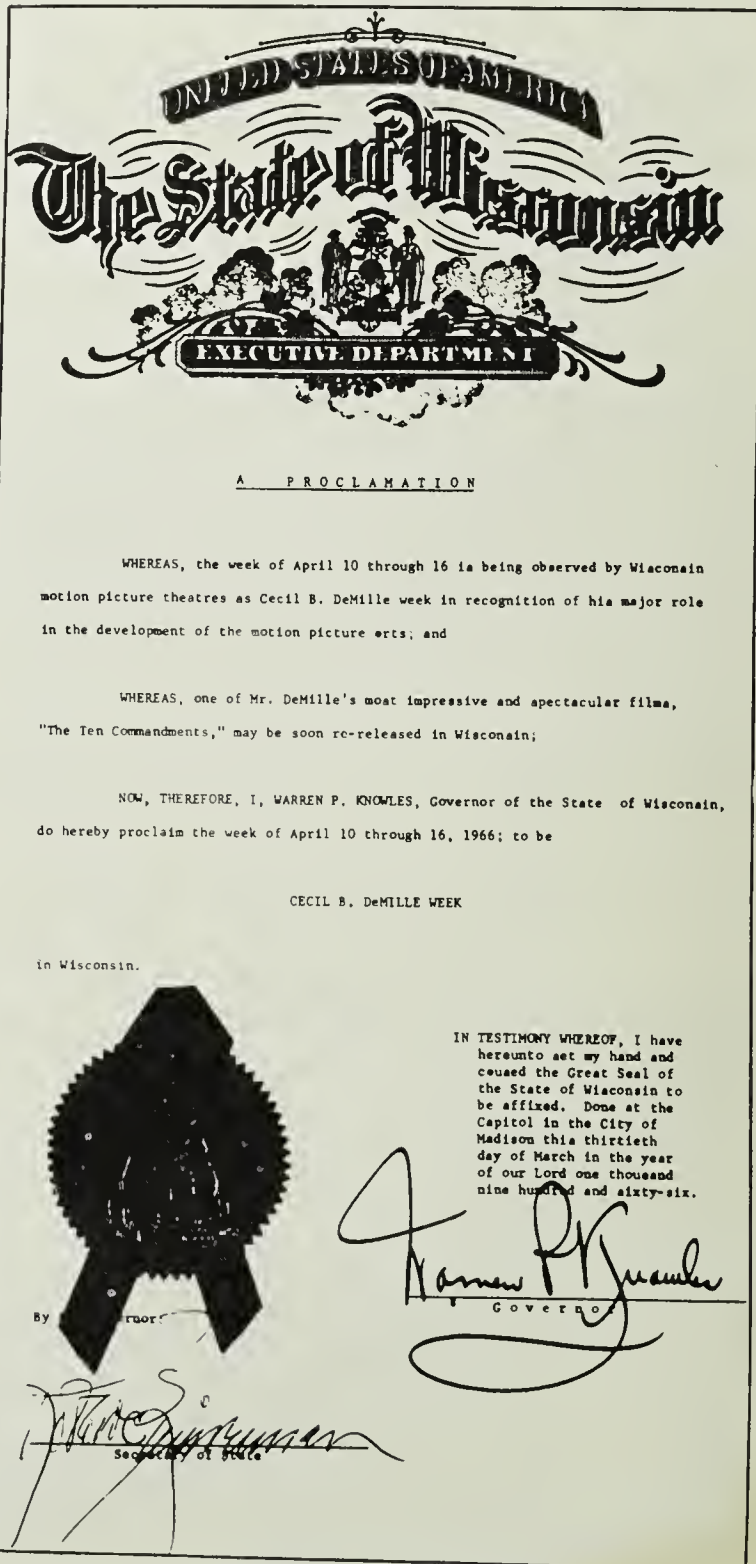 UNITED STATES OF AMERICA
The State of Wisconsin
EXECUTIVE DEPARTMENT
A PROCLAMATION
WHEREAS, the week of April 10 through 16 is being observed by Wisconsin
motion picture theatres as Cecil B. DeMille week in recognition of his major role
in the development of the motion picture arts; and
WHEREAS, one of Mr. DeMille's most impressive and spectacular films,
"The Ten Commandments," may be soon re-released in Wisconsin;
NOW, THEREFORE, I, WARREN P. KNOWLES, Governor of the State of Wisconsin,
do hereby proclaim the week of April 10 through 16, 1966; to be
CECIL B. DeMILLE WEEK
in Wisconsin.
IN TESTIMONY WHEREOF, I have
hereunto set my hand and
caused the Great Seal of
the State of Wisconsin to
be affixed. Done at the
Capitol in the City of
Madison this thirtieth
day of March in the year
of our Lord one thousand
nine hundred and sixty-six.
Warren P. Knowles
Governor
By
Zimmerman
Secretary of State